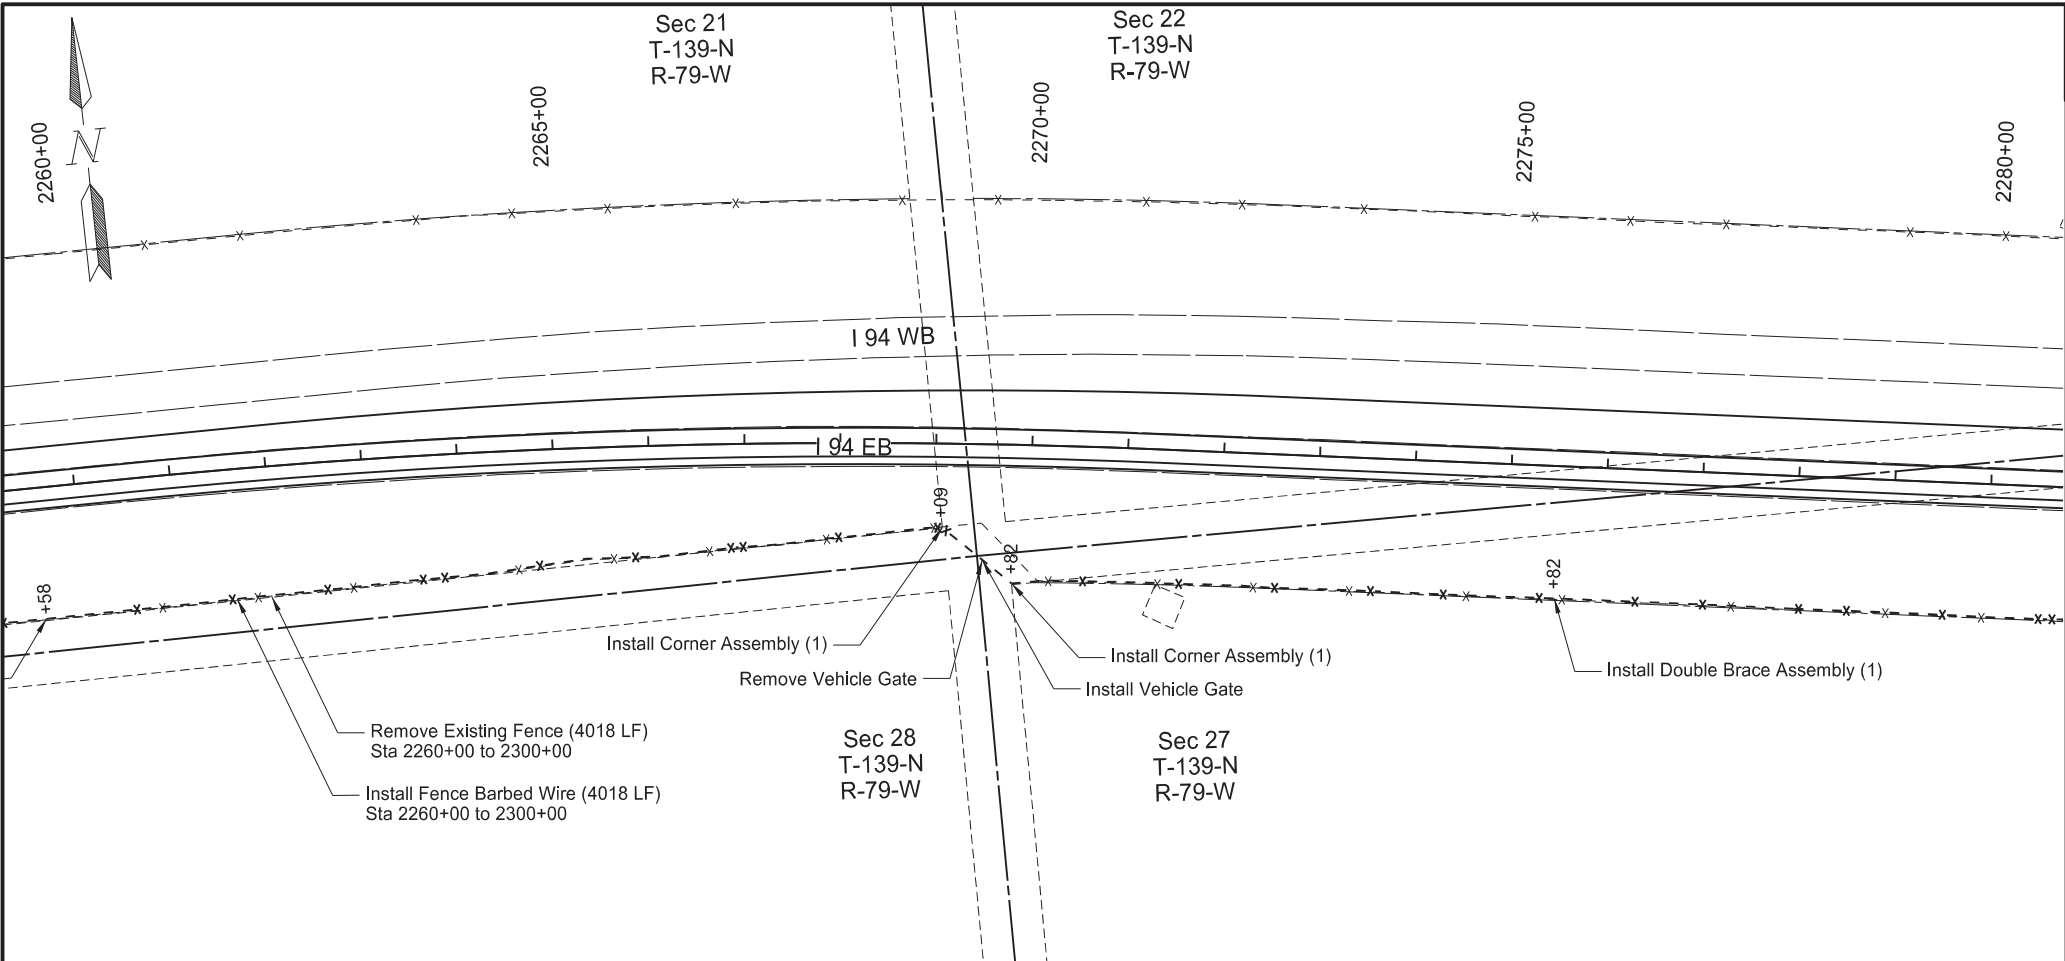 Sec 21
T-139-N
R-79-W
Sec 22
T-139-N
R-79-W
N
2260+00
2265+00
2270+00
2275+00
2280+00
I 94 WB
I 94 EB
+09
+82
+58
+82
Install Corner Assembly (1)
Remove Vehicle Gate
Install Corner Assembly (1)
Install Vehicle Gate
Install Double Brace Assembly (1)
Remove Existing Fence (4018 LF)
Sta 2260+00 to 2300+00
Install Fence Barbed Wire (4018 LF)
Sta 2260+00 to 2300+00
Sec 28
T-139-N
R-79-W
Sec 27
T-139-N
R-79-W